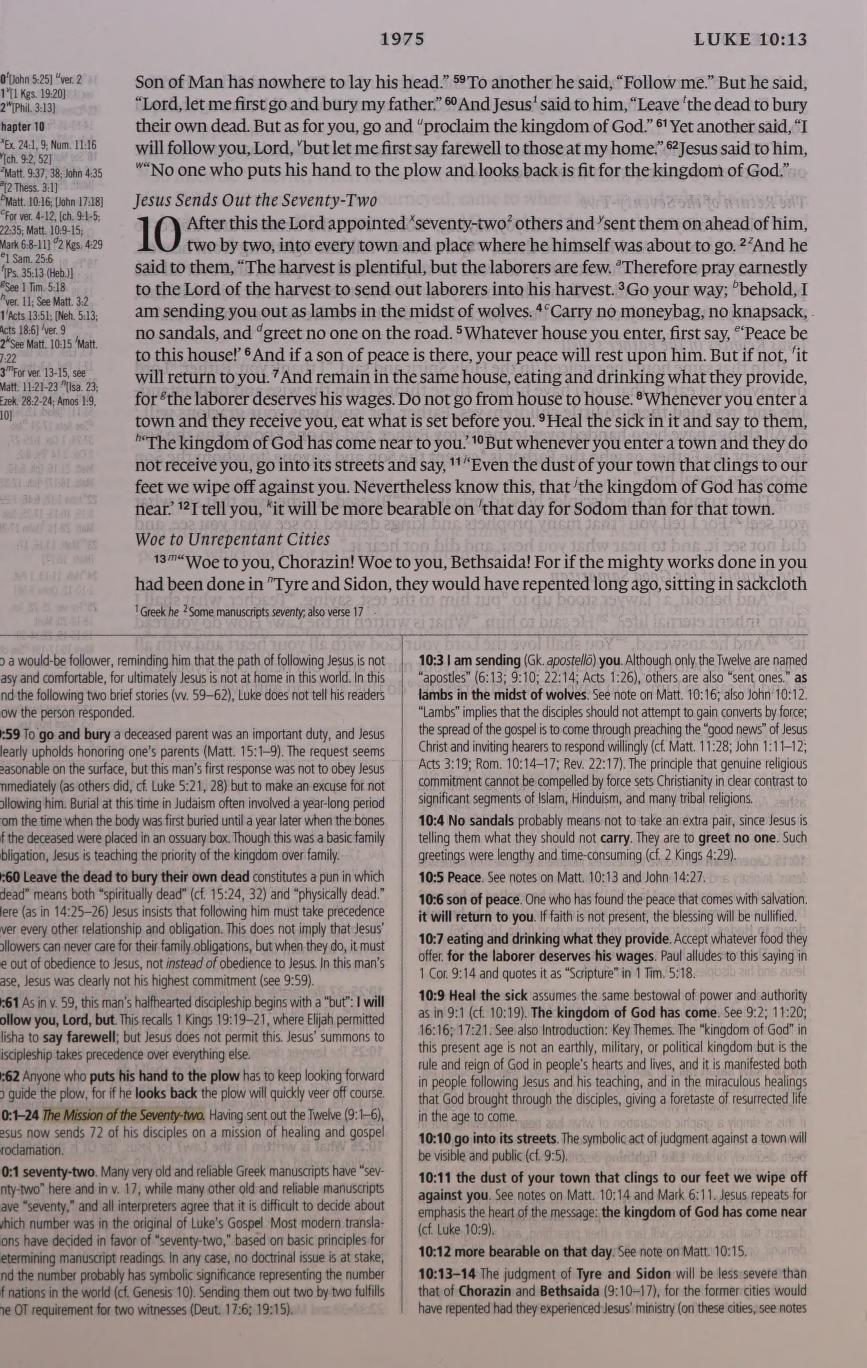 1975 LUKE 10:13
0 ᶠ[John 5:25] ᵘver. 2
1 ᵛ[1 Kgs. 19:20]
2 ʷ[Phil. 3:13]
hapter 10
ˣEx. 24:1, 9; Num. 11:16
ʸ[ch. 9:2, 52]
ᶻMatt. 9:37, 38; John 4:35
ᵃ[2 Thess. 3:1]
ᵇMatt. 10:16; [John 17:18]
ᶜFor ver. 4-12, [ch. 9:1-5;
22:35; Matt. 10:9-15;
Mark 6:8-11] ᵈ2 Kgs. 4:29
ᵉ1 Sam. 25:6
ᶠ[Ps. 35:13 (Heb.)]
ᵍSee 1 Tim. 5:18
ʰver. 11; See Matt. 3:2
1 ⁱActs 13:51; [Neh. 5:13;
Acts 18:6] ʲver. 9
2 ᵏSee Matt. 10:15 ˡMatt.
7:22
3 ᵐFor ver. 13-15, see
Matt. 11:21-23 ⁿ[Isa. 23;
Ezek. 28:2-24; Amos 1:9,
10]
Son of Man has nowhere to lay his head.” ⁵⁹To another he said, “Follow me.” But he said,
“Lord, let me first go and bury my father.” ⁶⁰And Jesus¹ said to him, “Leave ᵗthe dead to bury
their own dead. But as for you, go and ᵘproclaim the kingdom of God.” ⁶¹Yet another said, “I
will follow you, Lord, ᵛbut let me first say farewell to those at my home.” ⁶²Jesus said to him,
ʷ“No one who puts his hand to the plow and looks back is fit for the kingdom of God.”
Jesus Sends Out the Seventy-Two
10 After this the Lord appointed ˣseventy-two² others and ʸsent them on ahead of him,
two by two, into every town and place where he himself was about to go. ²ᶻAnd he
said to them, “The harvest is plentiful, but the laborers are few. ᵃTherefore pray earnestly
to the Lord of the harvest to send out laborers into his harvest. ³Go your way; ᵇbehold, I
am sending you out as lambs in the midst of wolves. ⁴ᶜCarry no moneybag, no knapsack,
no sandals, and ᵈgreet no one on the road. ⁵Whatever house you enter, first say, ᵉ‘Peace be
to this house!’ ⁶And if a son of peace is there, your peace will rest upon him. But if not, ᶠit
will return to you. ⁷And remain in the same house, eating and drinking what they provide,
for ᵍthe laborer deserves his wages. Do not go from house to house. ⁸Whenever you enter a
town and they receive you, eat what is set before you. ⁹Heal the sick in it and say to them,
ʰ‘The kingdom of God has come near to you.’ ¹⁰But whenever you enter a town and they do
not receive you, go into its streets and say, ¹¹ⁱ‘Even the dust of your town that clings to our
feet we wipe off against you. Nevertheless know this, that ʲthe kingdom of God has come
near.’ ¹²I tell you, ᵏit will be more bearable on ˡthat day for Sodom than for that town.
Woe to Unrepentant Cities
¹³ᵐ“Woe to you, Chorazin! Woe to you, Bethsaida! For if the mighty works done in you
had been done in ⁿTyre and Sidon, they would have repented long ago, sitting in sackcloth
¹ Greek he ² Some manuscripts seventy; also verse 17
o a would-be follower, reminding him that the path of following Jesus is not
asy and comfortable, for ultimately Jesus is not at home in this world. In this
nd the following two brief stories (vv. 59–62), Luke does not tell his readers
ow the person responded.
:59 To go and bury a deceased parent was an important duty, and Jesus
learly upholds honoring one's parents (Matt. 15:1–9). The request seems
easonable on the surface, but this man's first response was not to obey Jesus
mmediately (as others did, cf. Luke 5:21, 28) but to make an excuse for not
ollowing him. Burial at this time in Judaism often involved a year-long period
rom the time when the body was first buried until a year later when the bones
f the deceased were placed in an ossuary box. Though this was a basic family
bligation, Jesus is teaching the priority of the kingdom over family.
:60 Leave the dead to bury their own dead constitutes a pun in which
dead” means both “spiritually dead” (cf. 15:24, 32) and “physically dead.”
ere (as in 14:25–26) Jesus insists that following him must take precedence
ver every other relationship and obligation. This does not imply that Jesus'
ollowers can never care for their family obligations, but when they do, it must
e out of obedience to Jesus, not instead of obedience to Jesus. In this man's
ase, Jesus was clearly not his highest commitment (see 9:59).
:61 As in v. 59, this man's halfhearted discipleship begins with a “but”: I will
ollow you, Lord, but. This recalls 1 Kings 19:19–21, where Elijah permitted
lisha to say farewell; but Jesus does not permit this. Jesus' summons to
iscipleship takes precedence over everything else.
:62 Anyone who puts his hand to the plow has to keep looking forward
o guide the plow, for if he looks back the plow will quickly veer off course.
0:1–24 The Mission of the Seventy-two. Having sent out the Twelve (9:1–6),
esus now sends 72 of his disciples on a mission of healing and gospel
roclamation.
0:1 seventy-two. Many very old and reliable Greek manuscripts have “sev-
nty-two” here and in v. 17, while many other old and reliable manuscripts
ave “seventy,” and all interpreters agree that it is difficult to decide about
hich number was in the original of Luke's Gospel. Most modern transla-
ons have decided in favor of “seventy-two,” based on basic principles for
etermining manuscript readings. In any case, no doctrinal issue is at stake,
nd the number probably has symbolic significance representing the number
f nations in the world (cf. Genesis 10). Sending them out two by two fulfills
he OT requirement for two witnesses (Deut. 17:6; 19:15).
10:3 I am sending (Gk. apostellō) you. Although only the Twelve are named
“apostles” (6:13; 9:10; 22:14; Acts 1:26), others are also “sent ones.” as
lambs in the midst of wolves. See note on Matt. 10:16; also John 10:12.
“Lambs” implies that the disciples should not attempt to gain converts by force;
the spread of the gospel is to come through preaching the “good news” of Jesus
Christ and inviting hearers to respond willingly (cf. Matt. 11:28; John 1:11–12;
Acts 3:19; Rom. 10:14–17; Rev. 22:17). The principle that genuine religious
commitment cannot be compelled by force sets Christianity in clear contrast to
significant segments of Islam, Hinduism, and many tribal religions.
10:4 No sandals probably means not to take an extra pair, since Jesus is
telling them what they should not carry. They are to greet no one. Such
greetings were lengthy and time-consuming (cf. 2 Kings 4:29).
10:5 Peace. See notes on Matt. 10:13 and John 14:27.
10:6 son of peace. One who has found the peace that comes with salvation.
it will return to you. If faith is not present, the blessing will be nullified.
10:7 eating and drinking what they provide. Accept whatever food they
offer. for the laborer deserves his wages. Paul alludes to this saying in
1 Cor. 9:14 and quotes it as “Scripture” in 1 Tim. 5:18.
10:9 Heal the sick assumes the same bestowal of power and authority
as in 9:1 (cf. 10:19). The kingdom of God has come. See 9:2; 11:20;
16:16; 17:21. See also Introduction: Key Themes. The “kingdom of God” in
this present age is not an earthly, military, or political kingdom but is the
rule and reign of God in people's hearts and lives, and it is manifested both
in people following Jesus and his teaching, and in the miraculous healings
that God brought through the disciples, giving a foretaste of resurrected life
in the age to come.
10:10 go into its streets. The symbolic act of judgment against a town will
be visible and public (cf. 9:5).
10:11 the dust of your town that clings to our feet we wipe off
against you. See notes on Matt. 10:14 and Mark 6:11. Jesus repeats for
emphasis the heart of the message: the kingdom of God has come near
(cf. Luke 10:9).
10:12 more bearable on that day. See note on Matt. 10:15.
10:13–14 The judgment of Tyre and Sidon will be less severe than
that of Chorazin and Bethsaida (9:10–17), for the former cities would
have repented had they experienced Jesus' ministry (on these cities, see notes